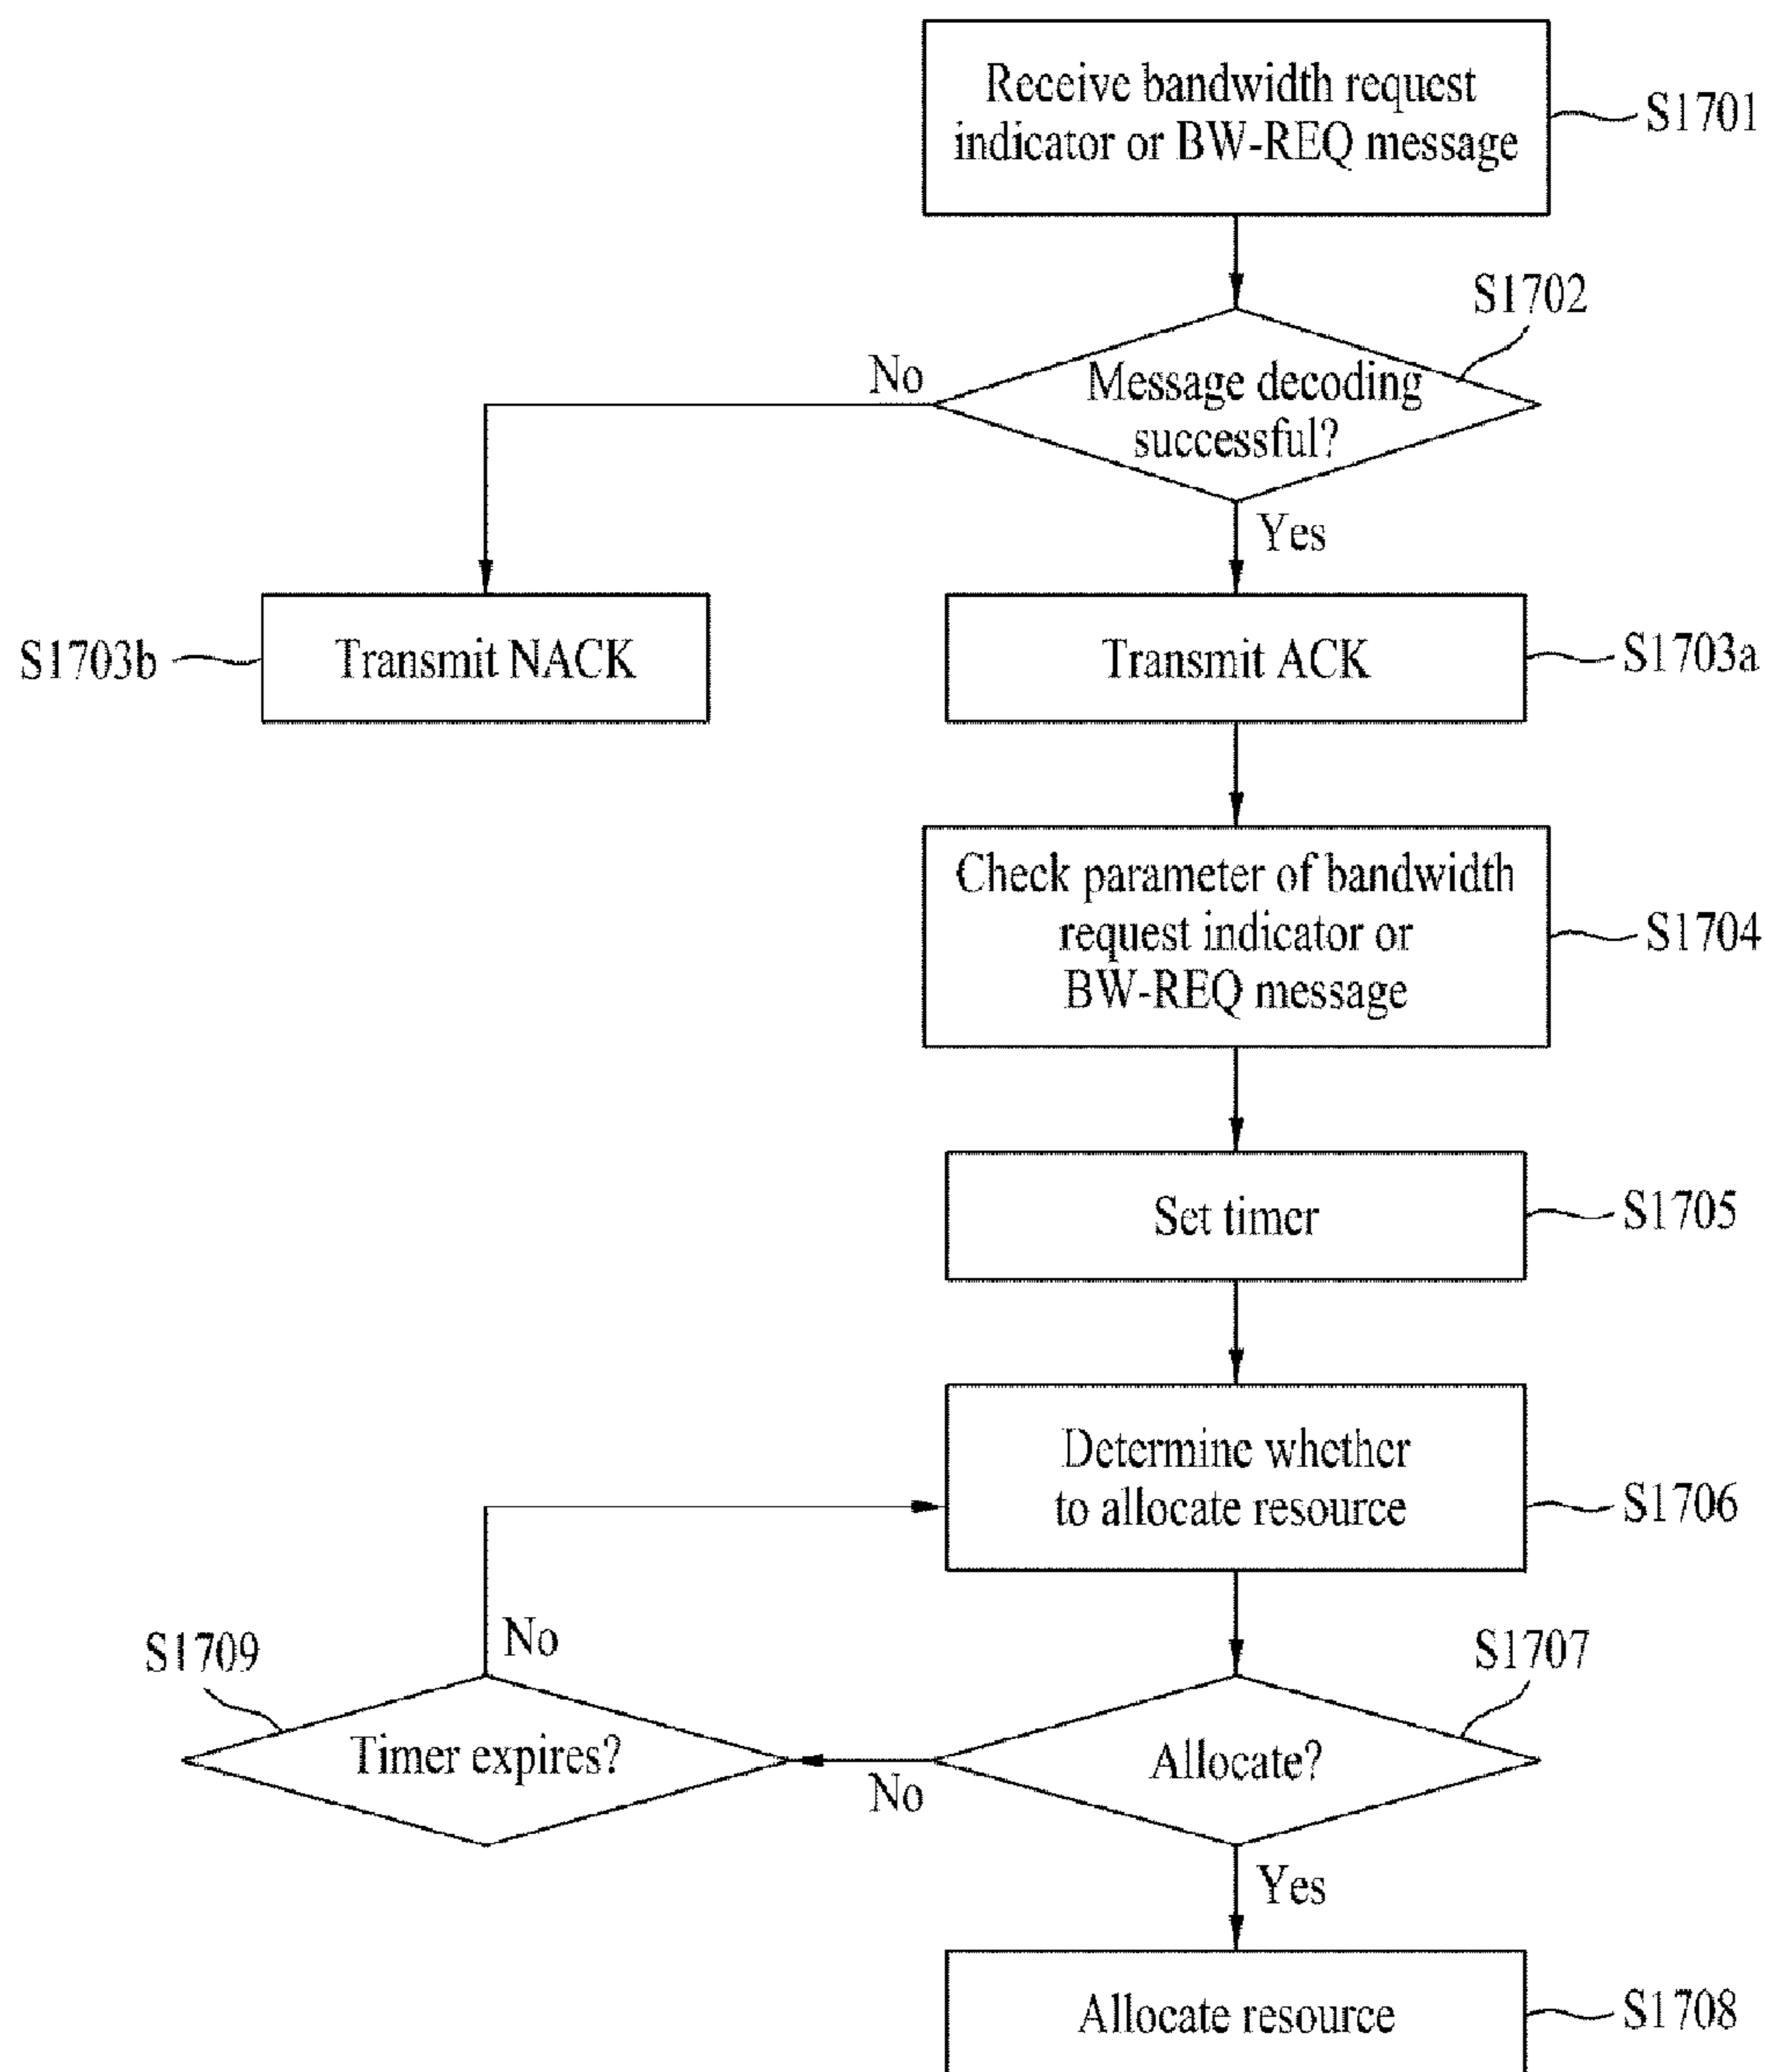 Receive bandwidth request
indicator or BW-REQ message
S1701
S1702
No
Message decoding
successful?
Yes
S1703b
Transmit NACK
Transmit ACK
S1703a
Check parameter of bandwidth
request indicator or
BW-REQ message
S1704
Set timer
S1705
Determine whether
to allocate resource
S1706
S1709
No
S1707
Timer expires?
Allocate?
No
Yes
Allocate resource
S1708